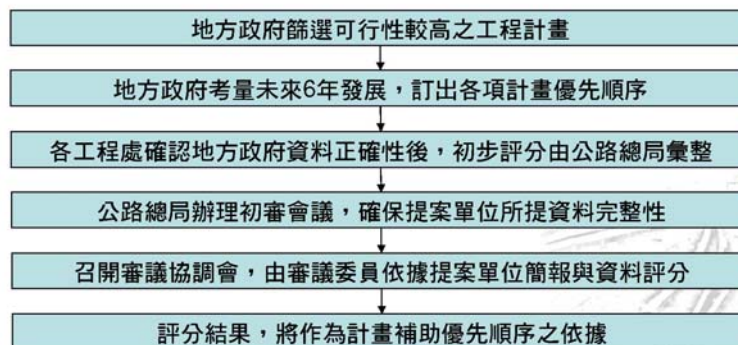 地方政府篩選可行性較高之工程計畫
地方政府考量未來6年發展，訂出各項計畫優先順序
各工程處確認地方政府資料正確性後，初步評分由公路總局彙整
公路總局辦理初審會議，確保提案單位所提資料完整性
召開審議協調會，由審議委員依據提案單位簡報與資料評分
評分結果，將作為計畫補助優先順序之依據